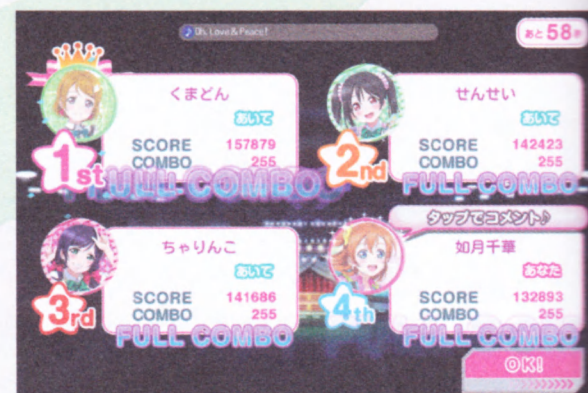 Oh, Love & Peace!
あと58秒
くまどん
あいて
SCORE 157879
COMBO 255
1st
FULL COMBO
せんせい
あいて
SCORE 142423
COMBO 255
2nd
FULL COMBO
ちゃりんこ
あいて
SCORE 141686
COMBO 255
3rd
FULL COMBO
タップでコメント♪
如月千華
あなた
SCORE 132893
COMBO 255
4th
FULL COMBO
OK!